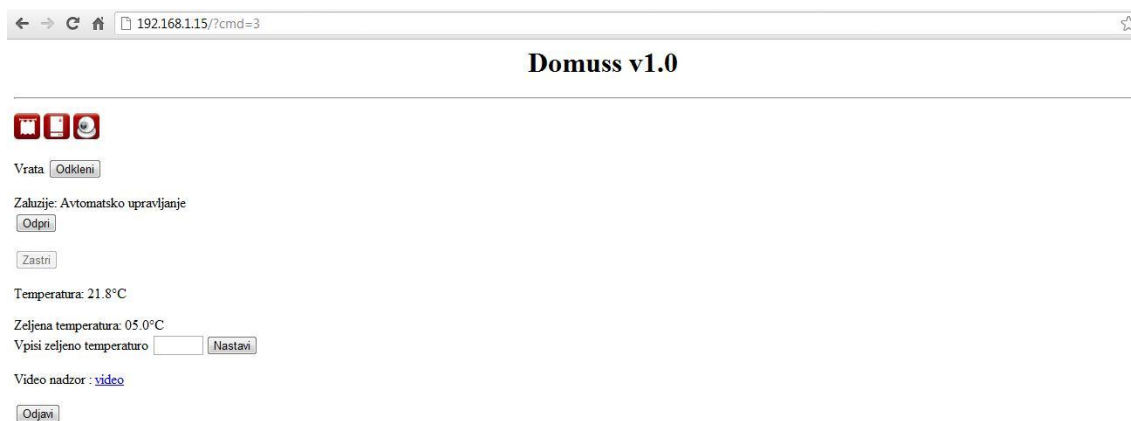 192.168.1.15/?cmd=3
Domuss v1.0
Vrata Odkleni
Zaluzije: Avtomatsko upravljanje
Odpri
Zastri
Temperatura: 21.8°C
Zeljena temperatura: 05.0°C
Vpisi zeljeno temperaturo Nastavi
Video nadzor : video
Odjavi